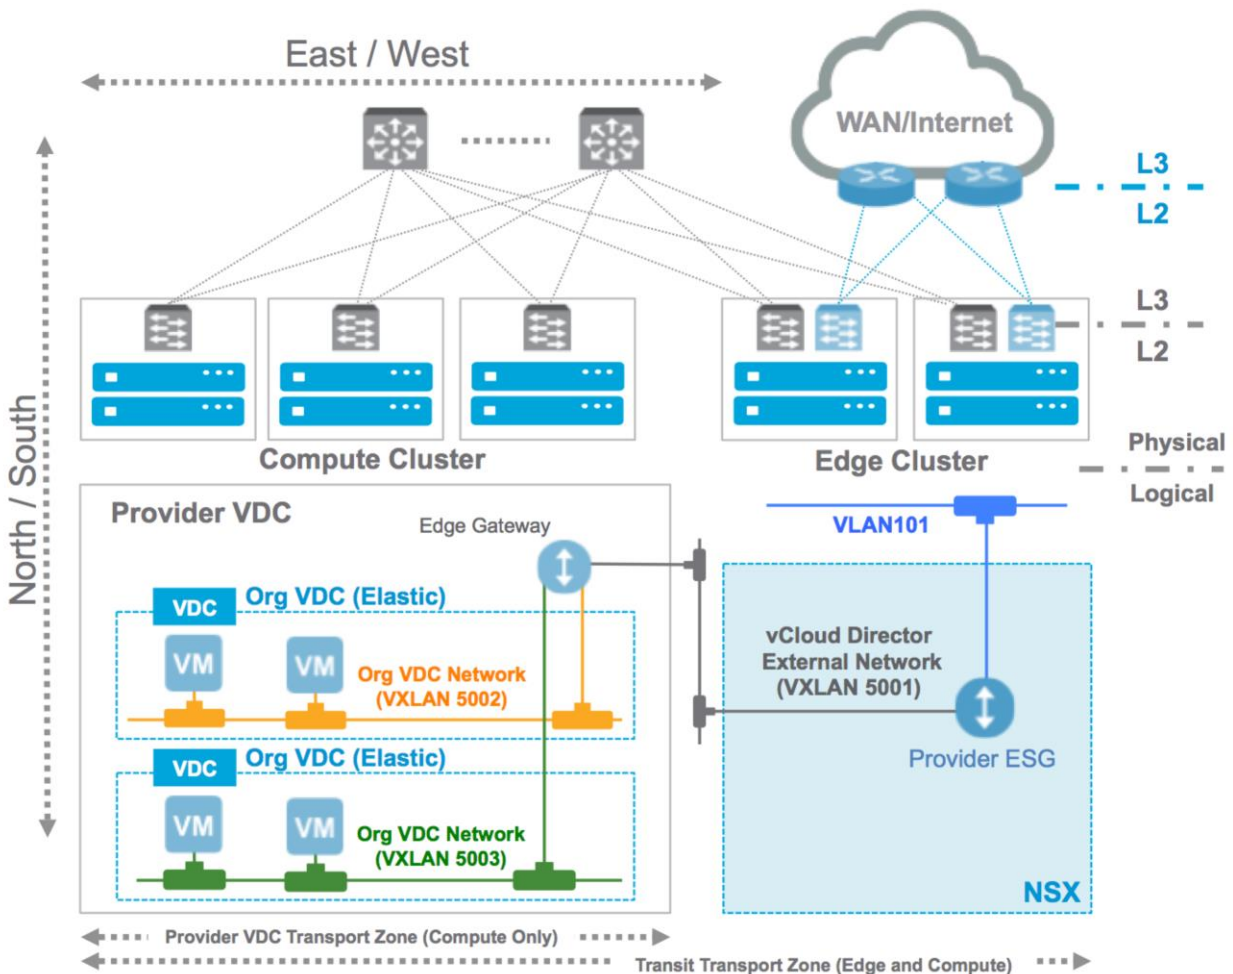 East / West
WAN/Internet
L3
L2
L3
L2
North / South
Compute Cluster
Edge Cluster
Physical
Logical
Provider VDC
Edge Gateway
VLAN101
VDC
Org VDC (Elastic)
VM
VM
Org VDC Network
(VXLAN 5002)
vCloud Director
External Network
(VXLAN 5001)
Provider ESG
VDC
Org VDC (Elastic)
VM
VM
Org VDC Network
(VXLAN 5003)
NSX
Provider VDC Transport Zone (Compute Only)
Transit Transport Zone (Edge and Compute)